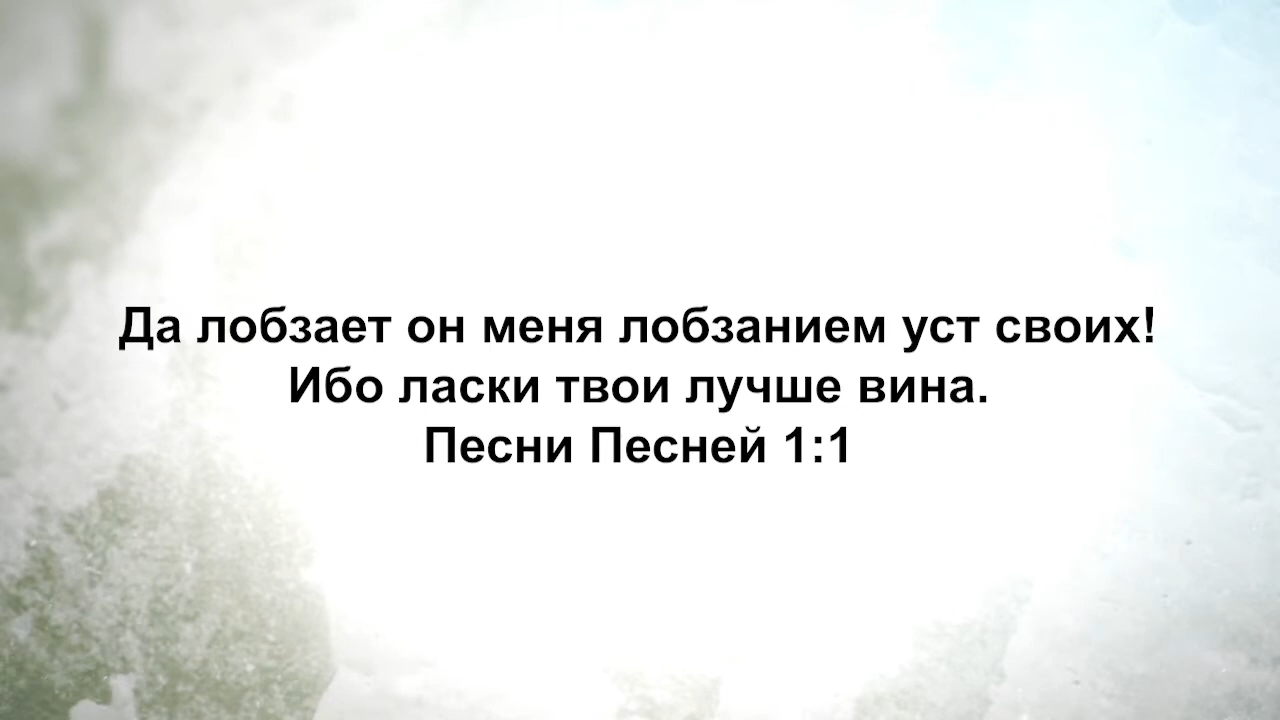 Да лобзает он меня лобзанием уст своих!
Ибо ласки твои лучше вина.
Песни Песней 1:1